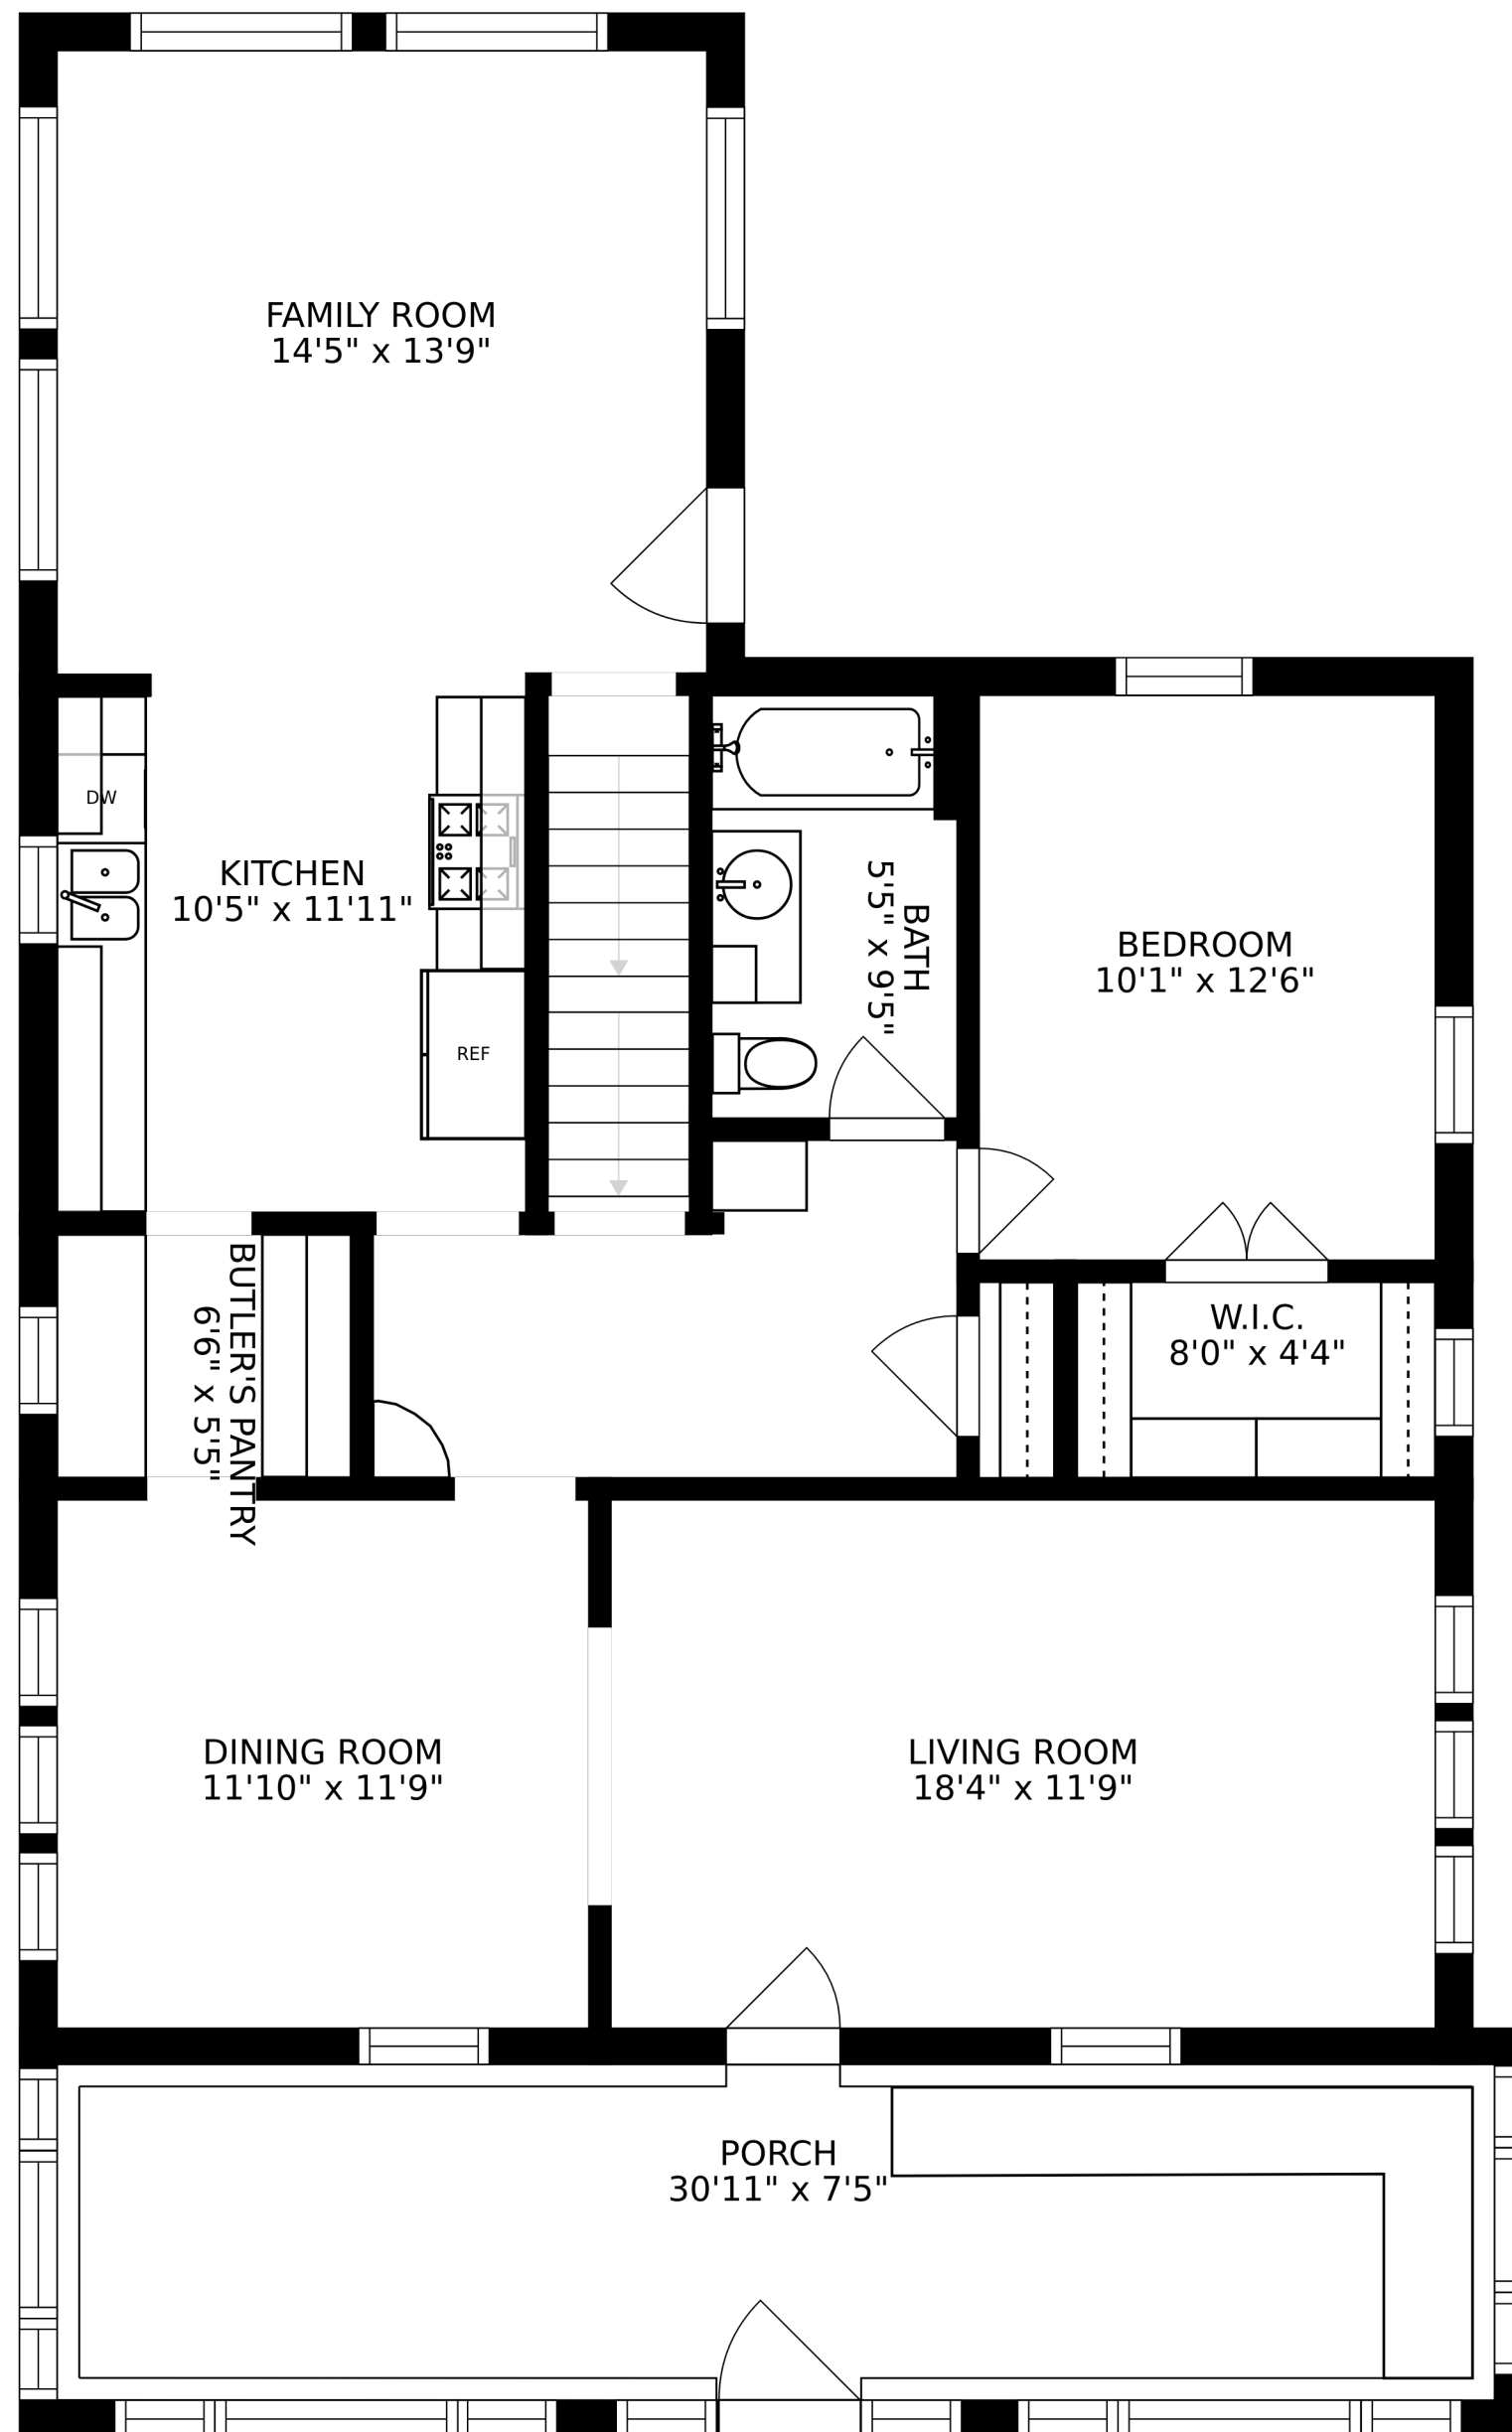 FAMILY ROOM
14'5" x 13'9"
DW
KITCHEN
10'5" x 11'11"
REF
BATH
5'5" x 9'5"
BEDROOM
10'1" x 12'6"
BUTLER'S PANTRY
6'6" x 5'5"
W.I.C.
8'0" x 4'4"
DINING ROOM
11'10" x 11'9"
LIVING ROOM
18'4" x 11'9"
PORCH
30'11" x 7'5"